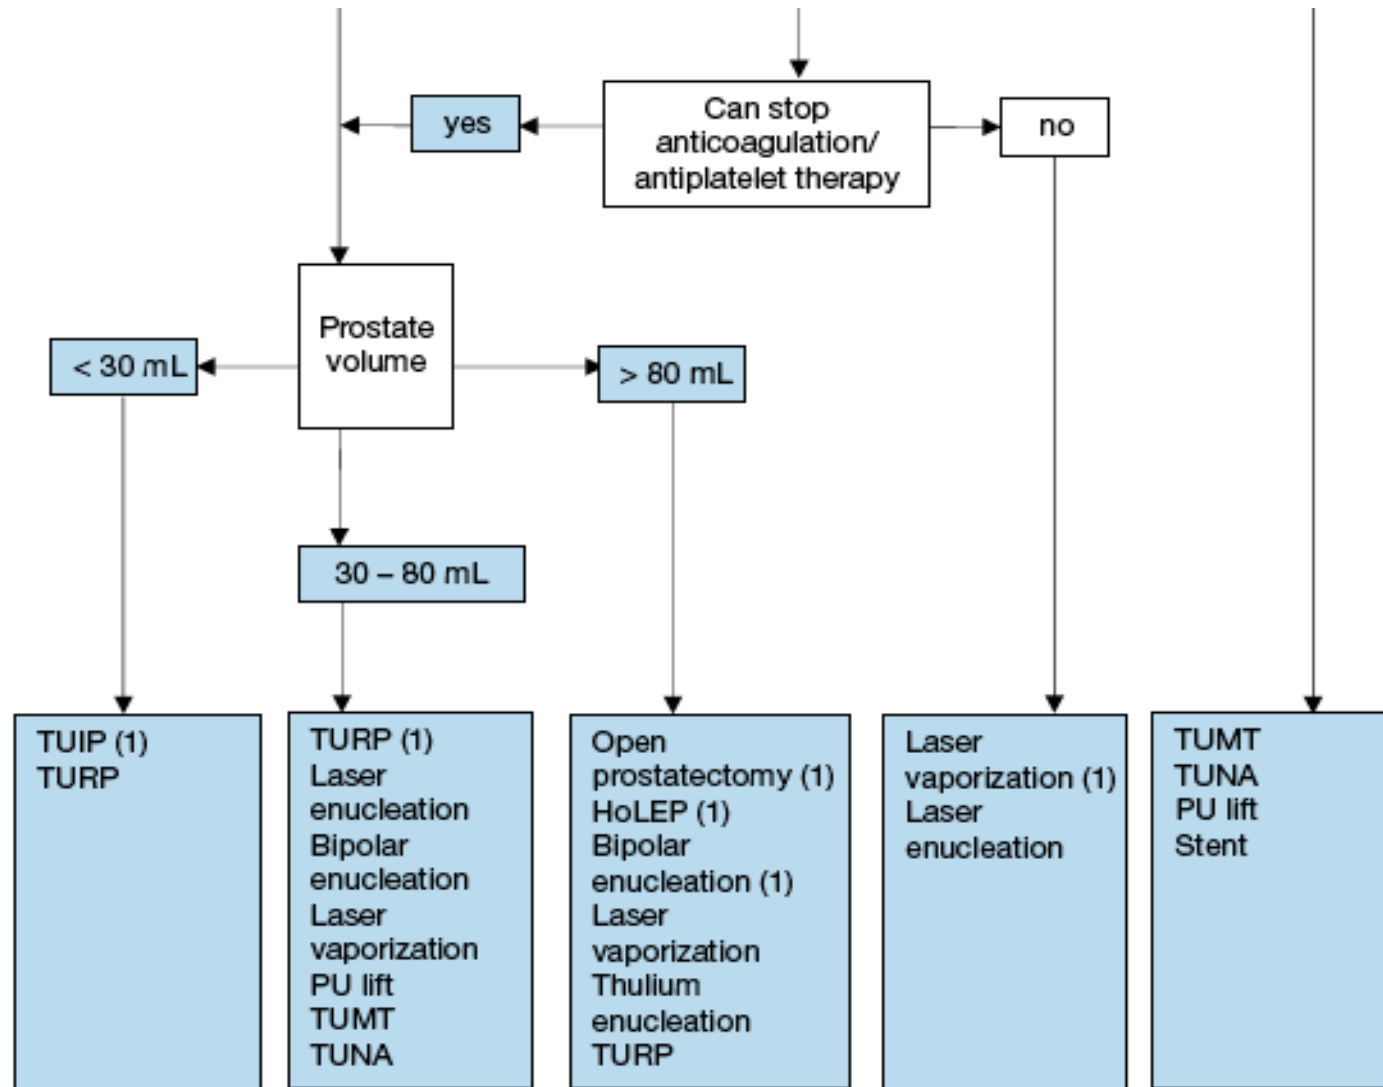 Can stop
anticoagulation/
antiplatelet therapy
yes
no
Prostate
volume
< 30 mL
> 80 mL
30 – 80 mL
TUIP (1)
TURP
TURP (1)
Laser
enucleation
Bipolar
enucleation
Laser
vaporization
PU lift
TUMT
TUNA
Open
prostatectomy (1)
HoLEP (1)
Bipolar
enucleation (1)
Laser
vaporization
Thulium
enucleation
TURP
Laser
vaporization (1)
Laser
enucleation
TUMT
TUNA
PU lift
Stent